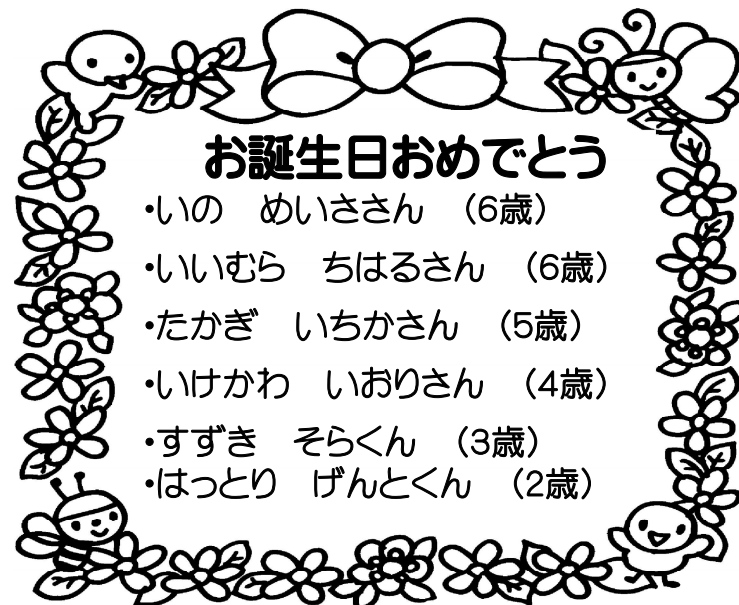 お誕生日おめでとう
・いの　めいささん　（6歳）
・いいむら　ちはるさん　（6歳）
・たかぎ　いちかさん　（5歳）
・いけかわ　いおりさん　（4歳）
・すずき　そらくん　（3歳）
・はっとり　げんとくん　（2歳）